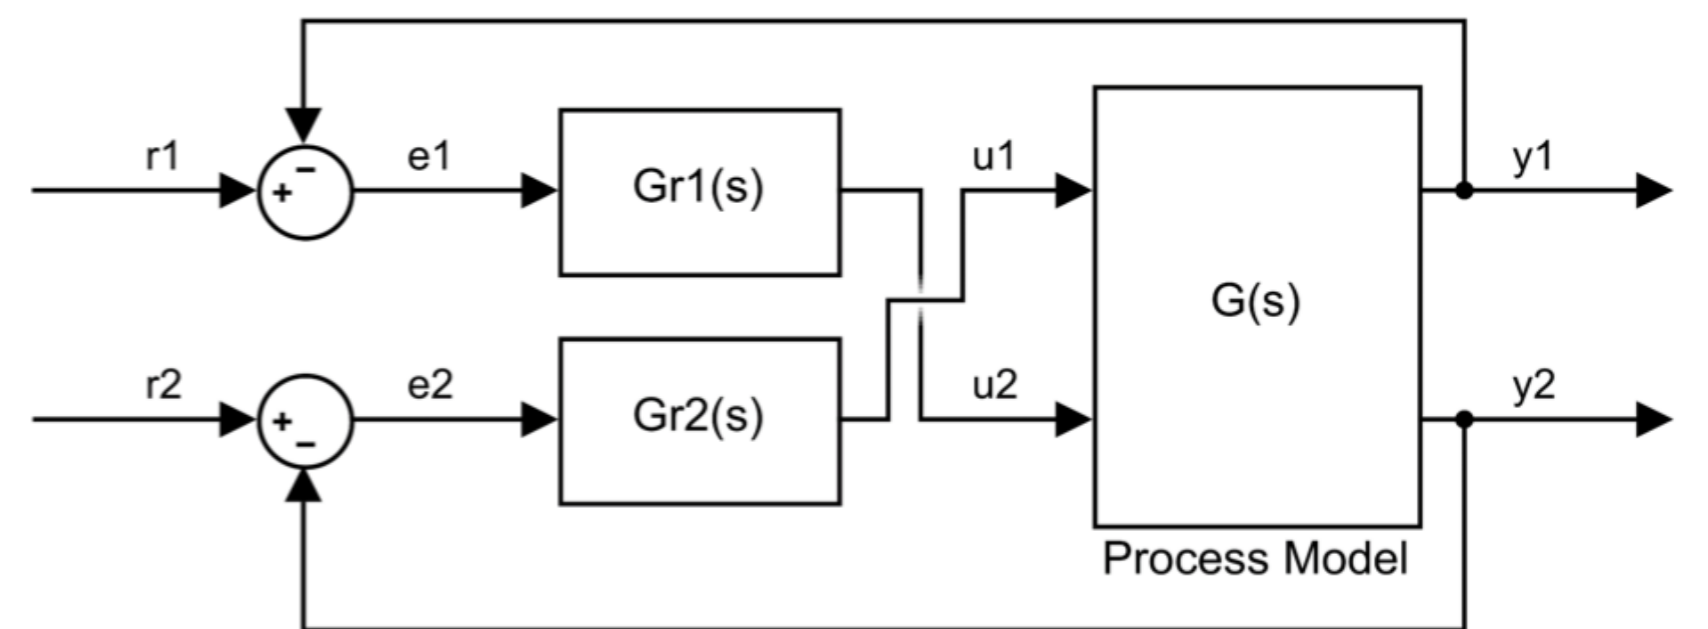 r1
−
+
e1
Gr1(s)
u1
y1
G(s)
r2
+
−
e2
Gr2(s)
u2
y2
Process Model